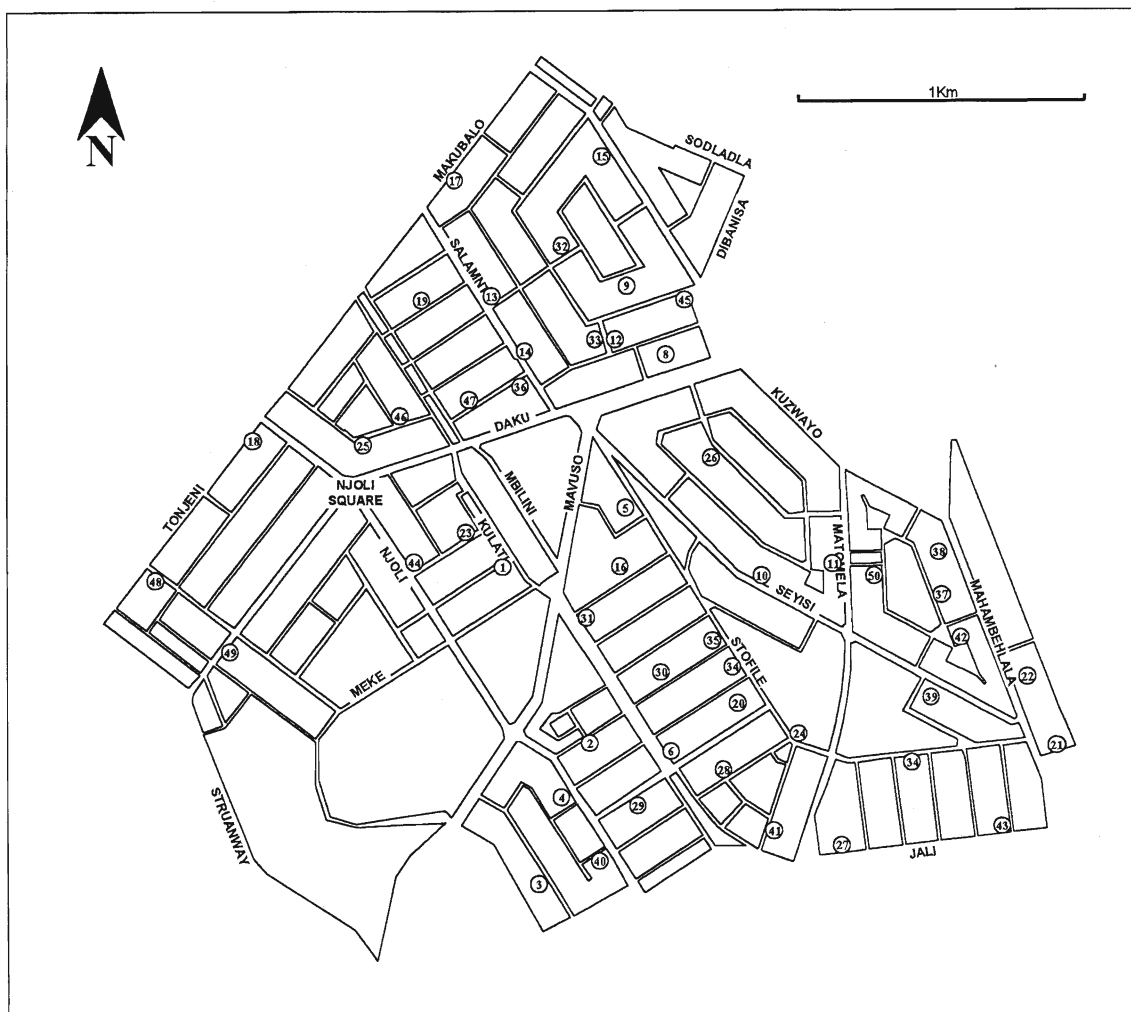 1Km
N
SODLADLA
MAKUBALO
15
17
DIBANISA
SALAMNT
32
9
13
19
45
33
12
14
8
36
47
KUZWAYO
46
DAKU
18
25
26
MAVUSO
MBILINI
NJOLI
SQUARE
TONJENI
5
23
KULATI
MATOMELA
38
44
NJOLI
1
16
11
50
10
SEYISI
48
37
MAHAMBEHLALA
31
42
35
STOFILE
49
30
34
22
MEKE
20
39
24
2
6
21
34
28
STRUANWAY
4
29
41
43
27
JALI
40
3